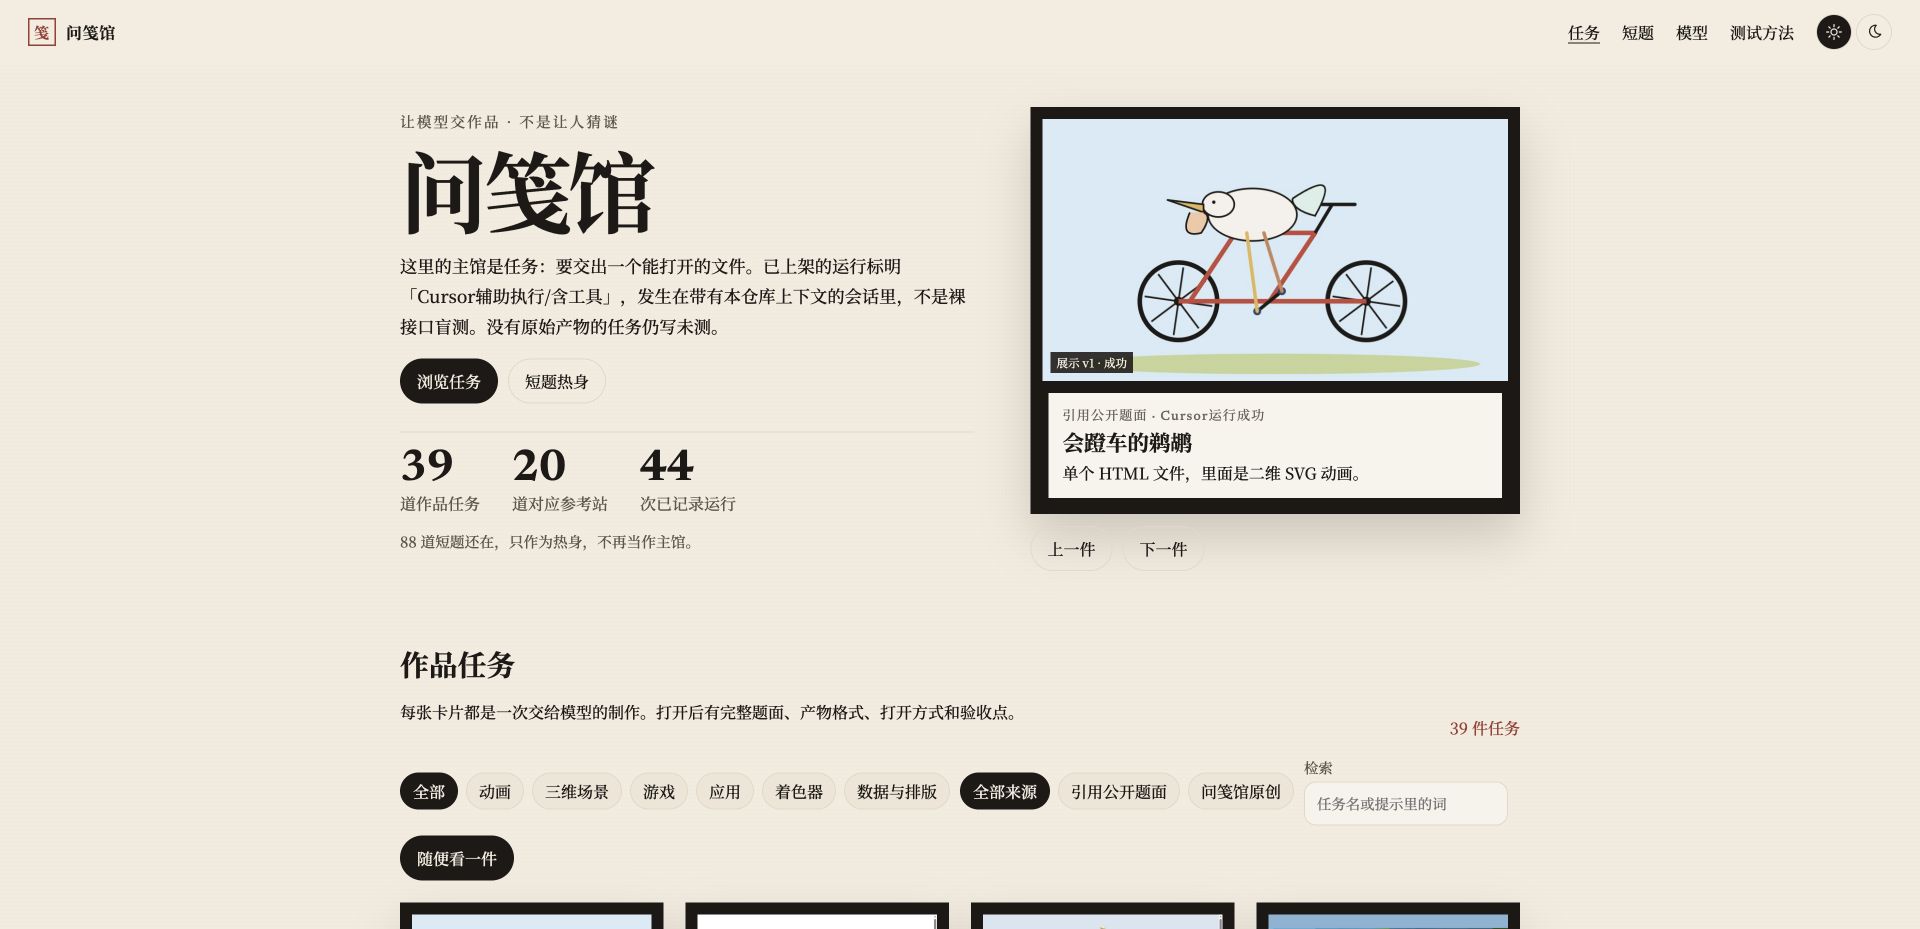 笺 问笺馆
任务 短题 模型 测试方法
让模型交作品 · 不是让人猜谜
问笺馆
这里的主馆是任务：要交出一个能打开的文件。已上架的运行标明
「Cursor辅助执行/含工具」，发生在带有本仓库上下文的会话里，不是裸
接口盲测。没有原始产物的任务仍写未测。
浏览任务 短题热身
39 20 44
道作品任务 道对应参考站 次已记录运行
88 道短题还在，只作为热身，不再当作主馆。
展示 v1 · 成功
引用公开题面 · Cursor运行成功
会蹬车的鹈鹕
单个 HTML 文件，里面是二维 SVG 动画。
上一件 下一件
作品任务
每张卡片都是一次交给模型的制作。打开后有完整题面、产物格式、打开方式和验收点。
39 件任务
全部 动画 三维场景 游戏 应用 着色器 数据与排版 全部来源 引用公开题面 问笺馆原创
检索
任务名或提示里的词
随便看一件